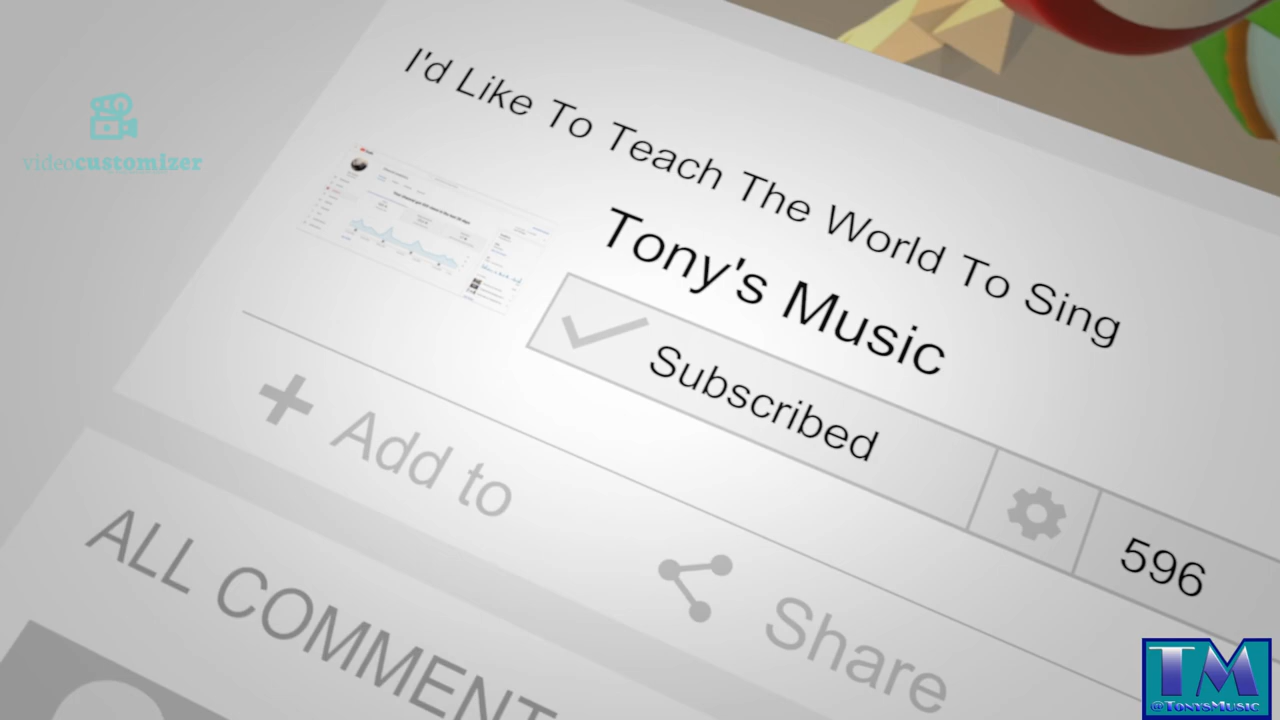 I'd Like To Teach The World To Sing
videocustomizer
Tony's Music
Subscribed
596
Add to
Share
ALL COMMENT
TM
@TonysMusic